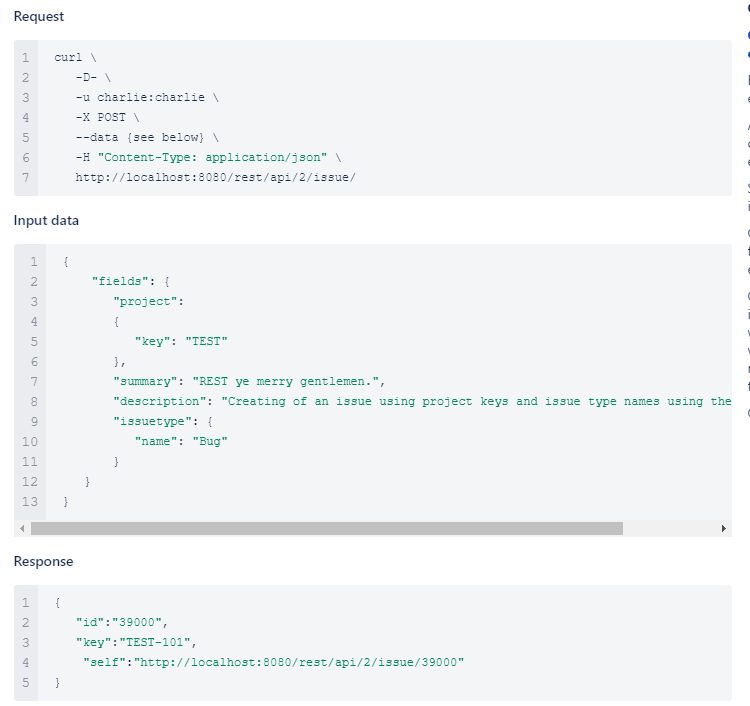 Request
1 curl \
2 -D- \
3 -u charlie:charlie \
4 -X POST \
5 --data {see below} \
6 -H "Content-Type: application/json" \
7 http://localhost:8080/rest/api/2/issue/
Input data
1 {
2 "fields": {
3 "project":
4 {
5 "key": "TEST"
6 },
7 "summary": "REST ye merry gentlemen.",
8 "description": "Creating of an issue using project keys and issue type names using the
9 "issuetype": {
10 "name": "Bug"
11 }
12 }
13 }
Response
1 {
2 "id":"39000",
3 "key":"TEST-101",
4 "self":"http://localhost:8080/rest/api/2/issue/39000"
5 }